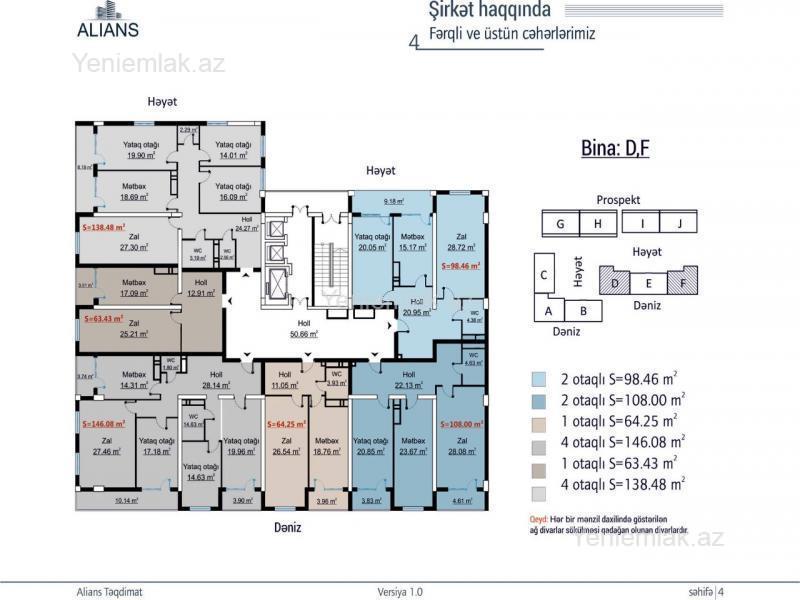 ALIANS
Yeniemlak.az
Şirkət haqqında
4
Fərqli ve üstün cəhərlərimiz
Həyət
2.29 m²
Yataq otağı
19.90 m²
Yataq otağı
14.01 m²
Mətbəx
18.69 m²
Yataq otağı
16.09 m²
Holl
24.27 m²
S=138.48 m²
Zal
27.30 m²
WC
3.19 m²
WC
Həyət
9.18 m²
Yataq otağı
20.05 m²
Mətbəx
15.17 m²
Zal
28.72 m²
S=98.46 m²
Holl
20.95 m²
WC
4.38 m²
Mətbəx
17.09 m²
Holl
12.91 m²
S=63.43 m²
Zal
25.21 m²
Holl
50.66 m²
Yeniemlak.az
3.74 m²
Mətbəx
14.31 m²
WC
1.80 m²
Holl
28.14 m²
Holl
11.05 m²
WC
3.93 m²
Holl
22.13 m²
WC
4.63 m²
S=146.08 m²
Zal
27.46 m²
Yataq otağı
17.18 m²
WC
14.63 m²
Yataq otağı
14.63 m²
Yataq otağı
19.96 m²
S=64.25 m²
Zal
26.54 m²
Mətbəx
18.76 m²
Yataq otağı
20.85 m²
Mətbəx
23.67 m²
S=108.00 m²
Zal
28.08 m²
10.14 m²
3.90 m²
3.96 m²
3.83 m²
4.61 m²
Dəniz
Bina: D,F
Prospekt
G H I J
Həyət
C
Həyət
D E F
A B
Dəniz
Dəniz
2 otaqlı S=98.46 m²
2 otaqlı S=108.00 m²
1 otaqlı S=64.25 m²
4 otaqlı S=146.08 m²
1 otaqlı S=63.43 m²
4 otaqlı S=138.48 m²
Qeyd: Hər bir mənzil daxilində göstərilən
ağ divarlar sökülməsi qadağan olunan divarlardır.
Yeniemlak.az
Alians Təqdimat
Versiya 1.0
səhifə | 4